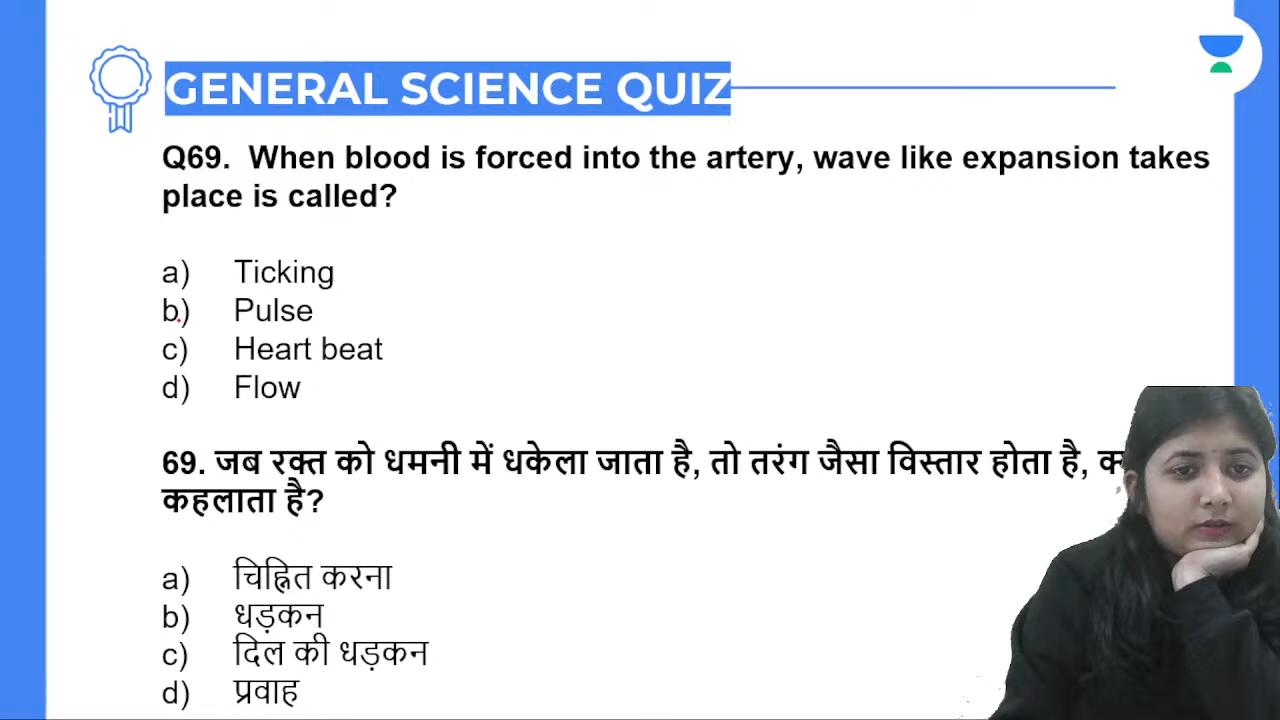 GENERAL SCIENCE QUIZ
Q69. When blood is forced into the artery, wave like expansion takes
place is called?
a) Ticking
b) Pulse
c) Heart beat
d) Flow
69. जब रक्त को धमनी में धकेला जाता है, तो तरंग जैसा विस्तार होता है,
कहलाता है?
a) चिह्नित करना
b) धड़कन
c) दिल की धड़कन
d) प्रवाह